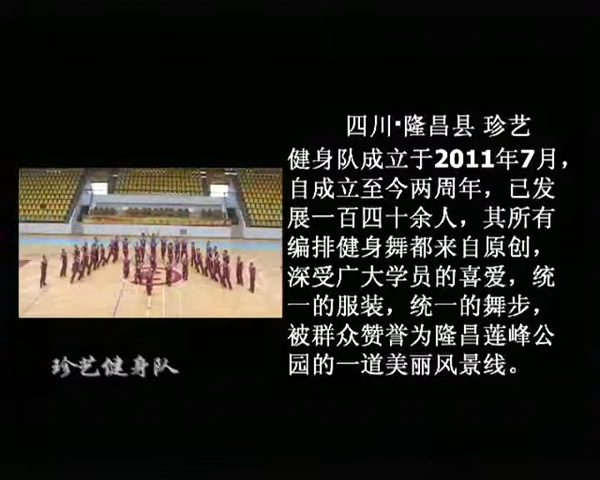 四川·隆昌县 珍艺
健身队成立于2011年7月，
自成立至今两周年，已发
展一百四十余人，其所有
编排健身舞都来自原创，
深受广大学员的喜爱，统
一的服装，统一的舞步，
被群众赞誉为隆昌莲峰公
园的一道美丽风景线。
珍艺健身队